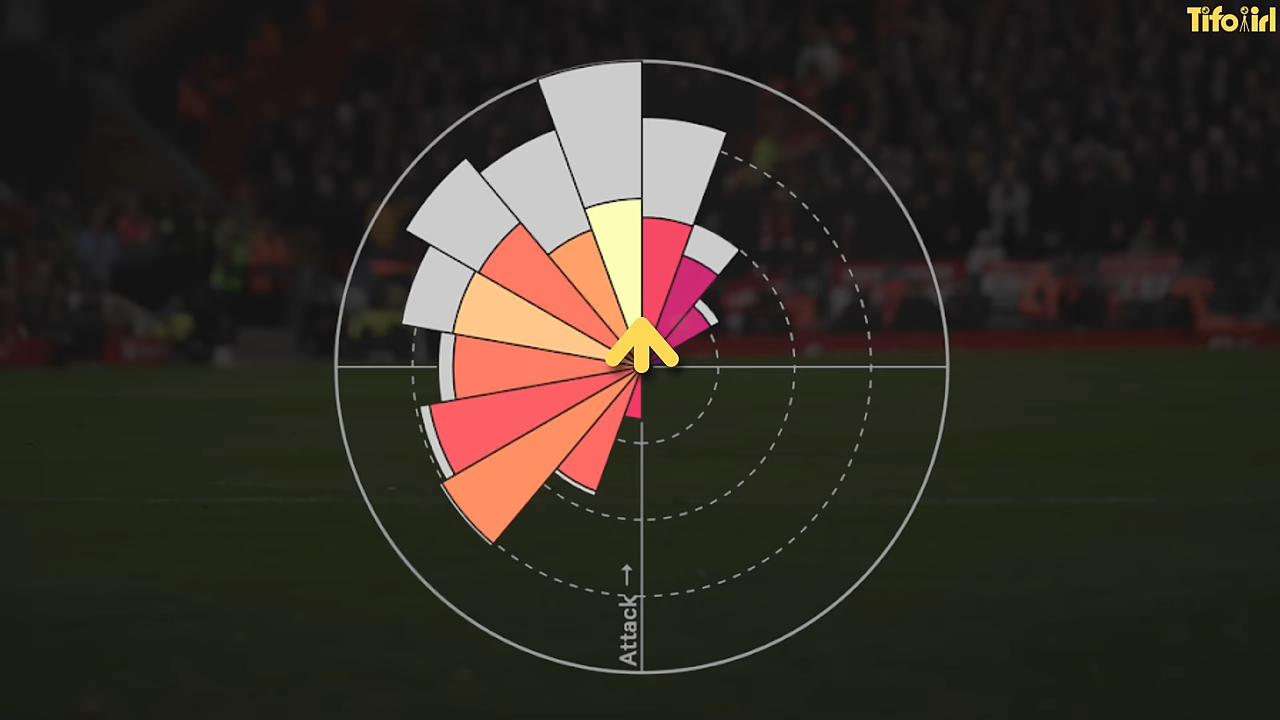 Tifo irl
Attack →